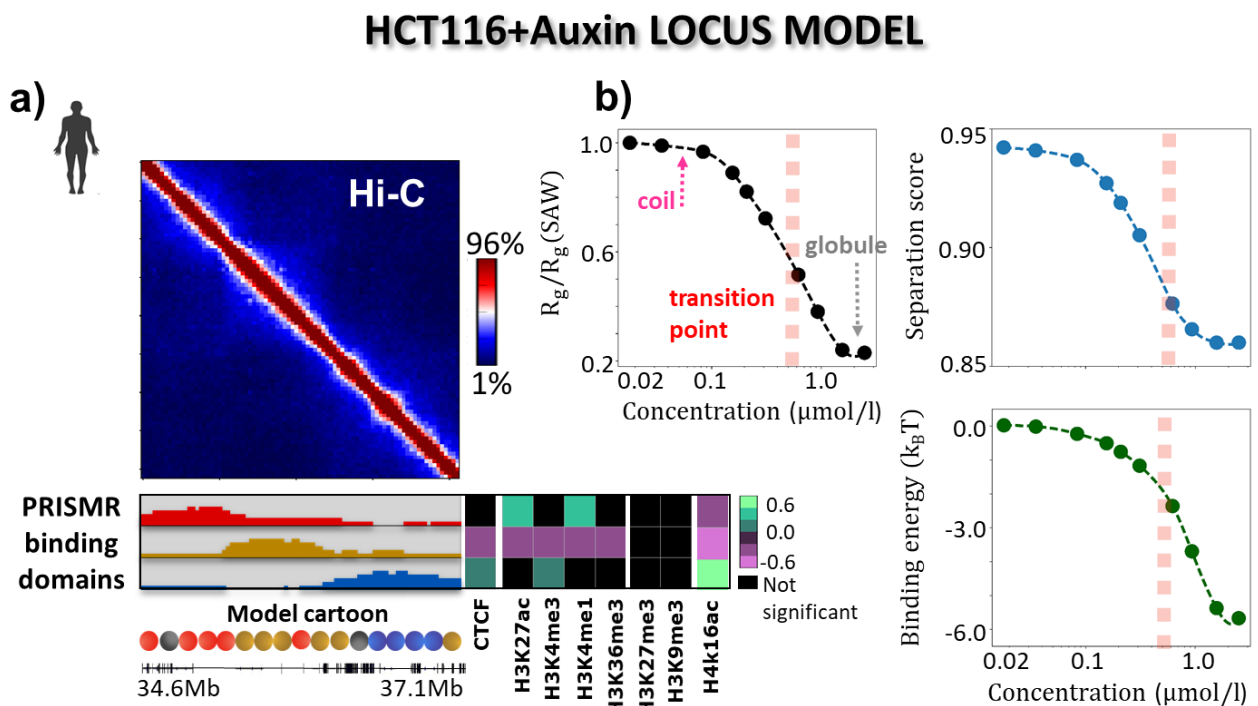 HCT116+Auxin LOCUS MODEL
a)
Hi-C
96%
1%
PRISMR
binding
domains
0.6
0.0
-0.6
Not
significant
Model cartoon
34.6Mb
37.1Mb
CTCF
H3K27ac
H3K4me3
H3K4me1
H3K36me3
H3K27me3
H3K9me3
H4k16ac
b)
Rg/Rg (SAW)
1.0
0.6
0.2
coil
transition
point
globule
0.02
0.1
1.0
Concentration (μmol/l)
Separation score
0.95
0.90
0.85
Binding energy (kBT)
0.0
-3.0
-6.0
0.02
0.1
1.0
Concentration (μmol/l)